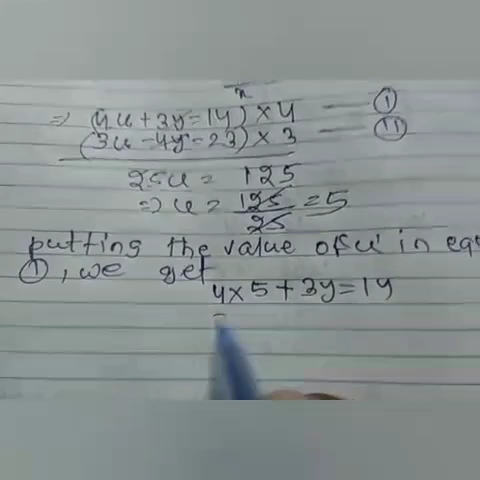 x
⇒ (4u + 3y = 14) × 4 — (I)
(3u - 4y = 23) × 3 — (II)
25u = 125
⇒ u = 125/25 = 5
putting the value of u in eq
(I), we get
4 × 5 + 3y = 14
=